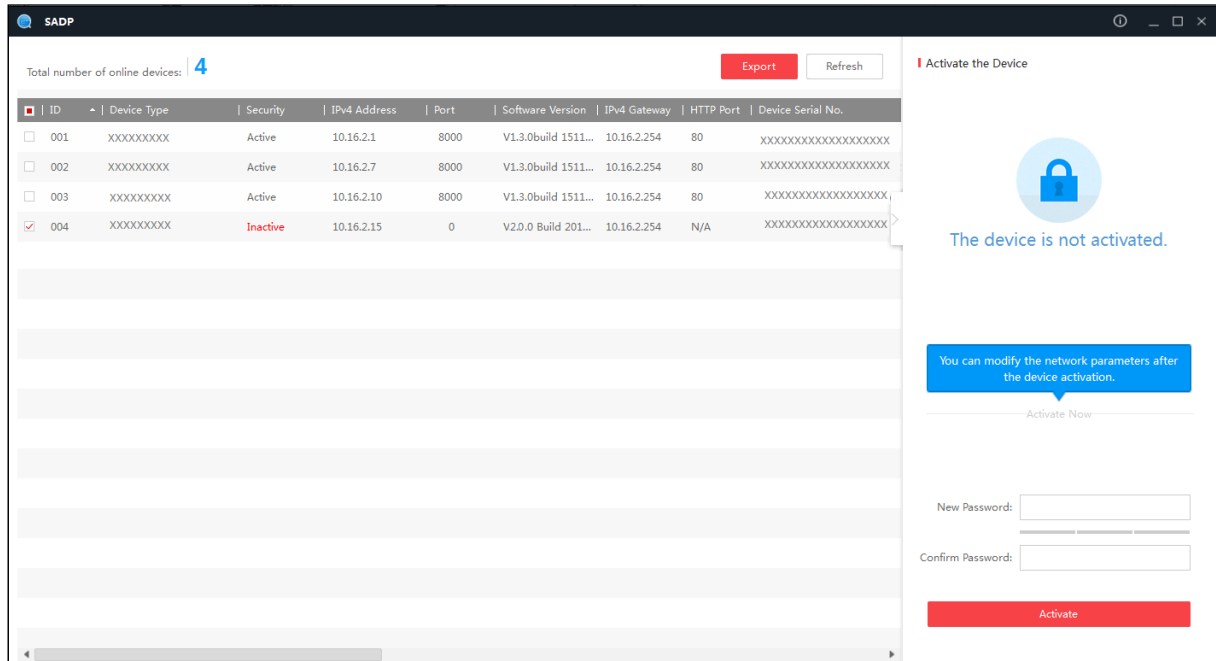 SADP
Total number of online devices: 4
Export
Refresh
ID Device Type Security IPv4 Address Port Software Version IPv4 Gateway HTTP Port Device Serial No.
001 XXXXXXXXX Active 10.16.2.1 8000 V1.3.0build 1511... 10.16.2.254 80 XXXXXXXXXXXXXXXXXXX
002 XXXXXXXXX Active 10.16.2.7 8000 V1.3.0build 1511... 10.16.2.254 80 XXXXXXXXXXXXXXXXXXX
003 XXXXXXXXX Active 10.16.2.10 8000 V1.3.0build 1511... 10.16.2.254 80 XXXXXXXXXXXXXXXXXX
004 XXXXXXXXX Inactive 10.16.2.15 0 V2.0.0 Build 201... 10.16.2.254 N/A XXXXXXXXXXXXXXXXXX
Activate the Device
The device is not activated.
You can modify the network parameters after
the device activation.
Activate Now
New Password:
Confirm Password:
Activate